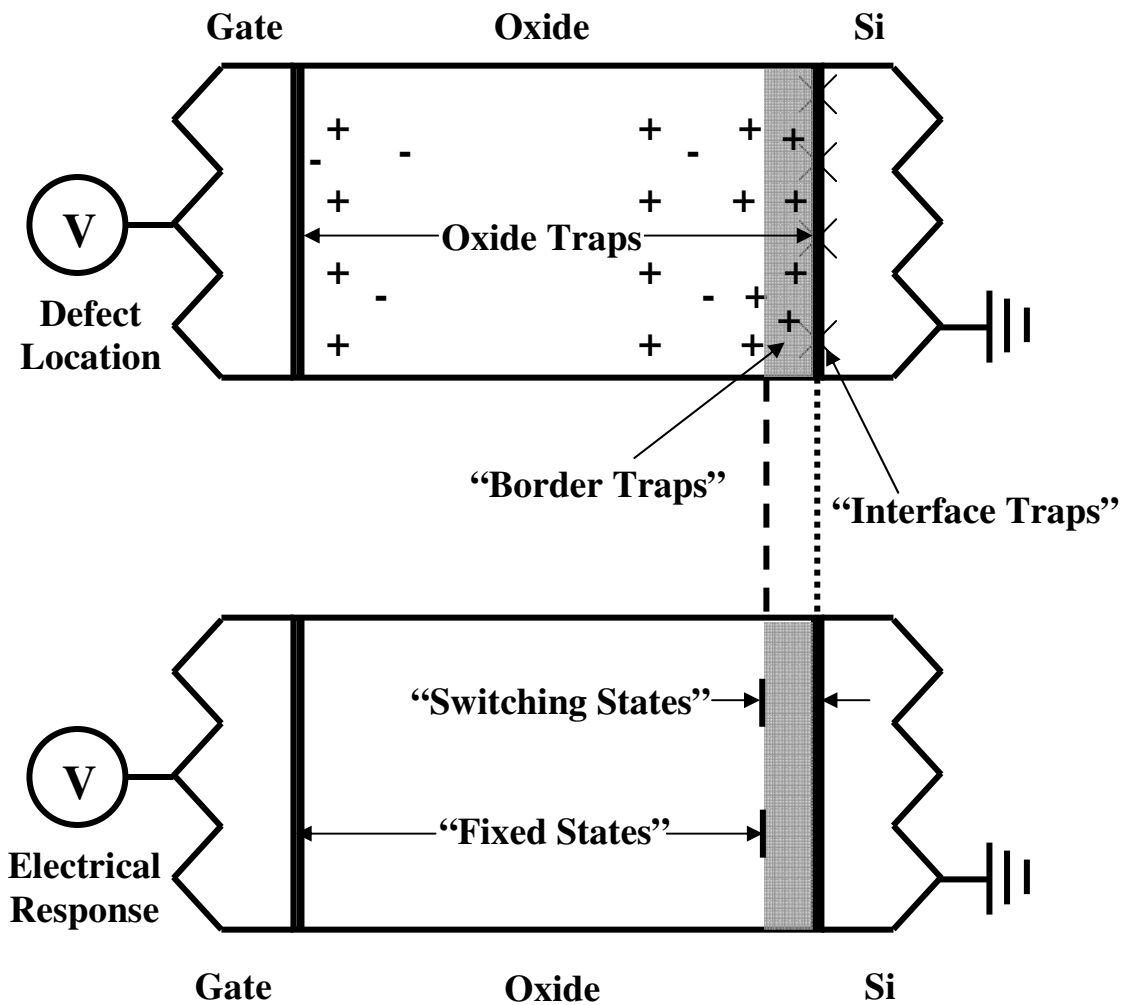 Gate Oxide Si
Oxide Traps
V
Defect
Location
“Border Traps”
“Interface Traps”
“Switching States”
V
“Fixed States”
Electrical
Response
Gate Oxide Si